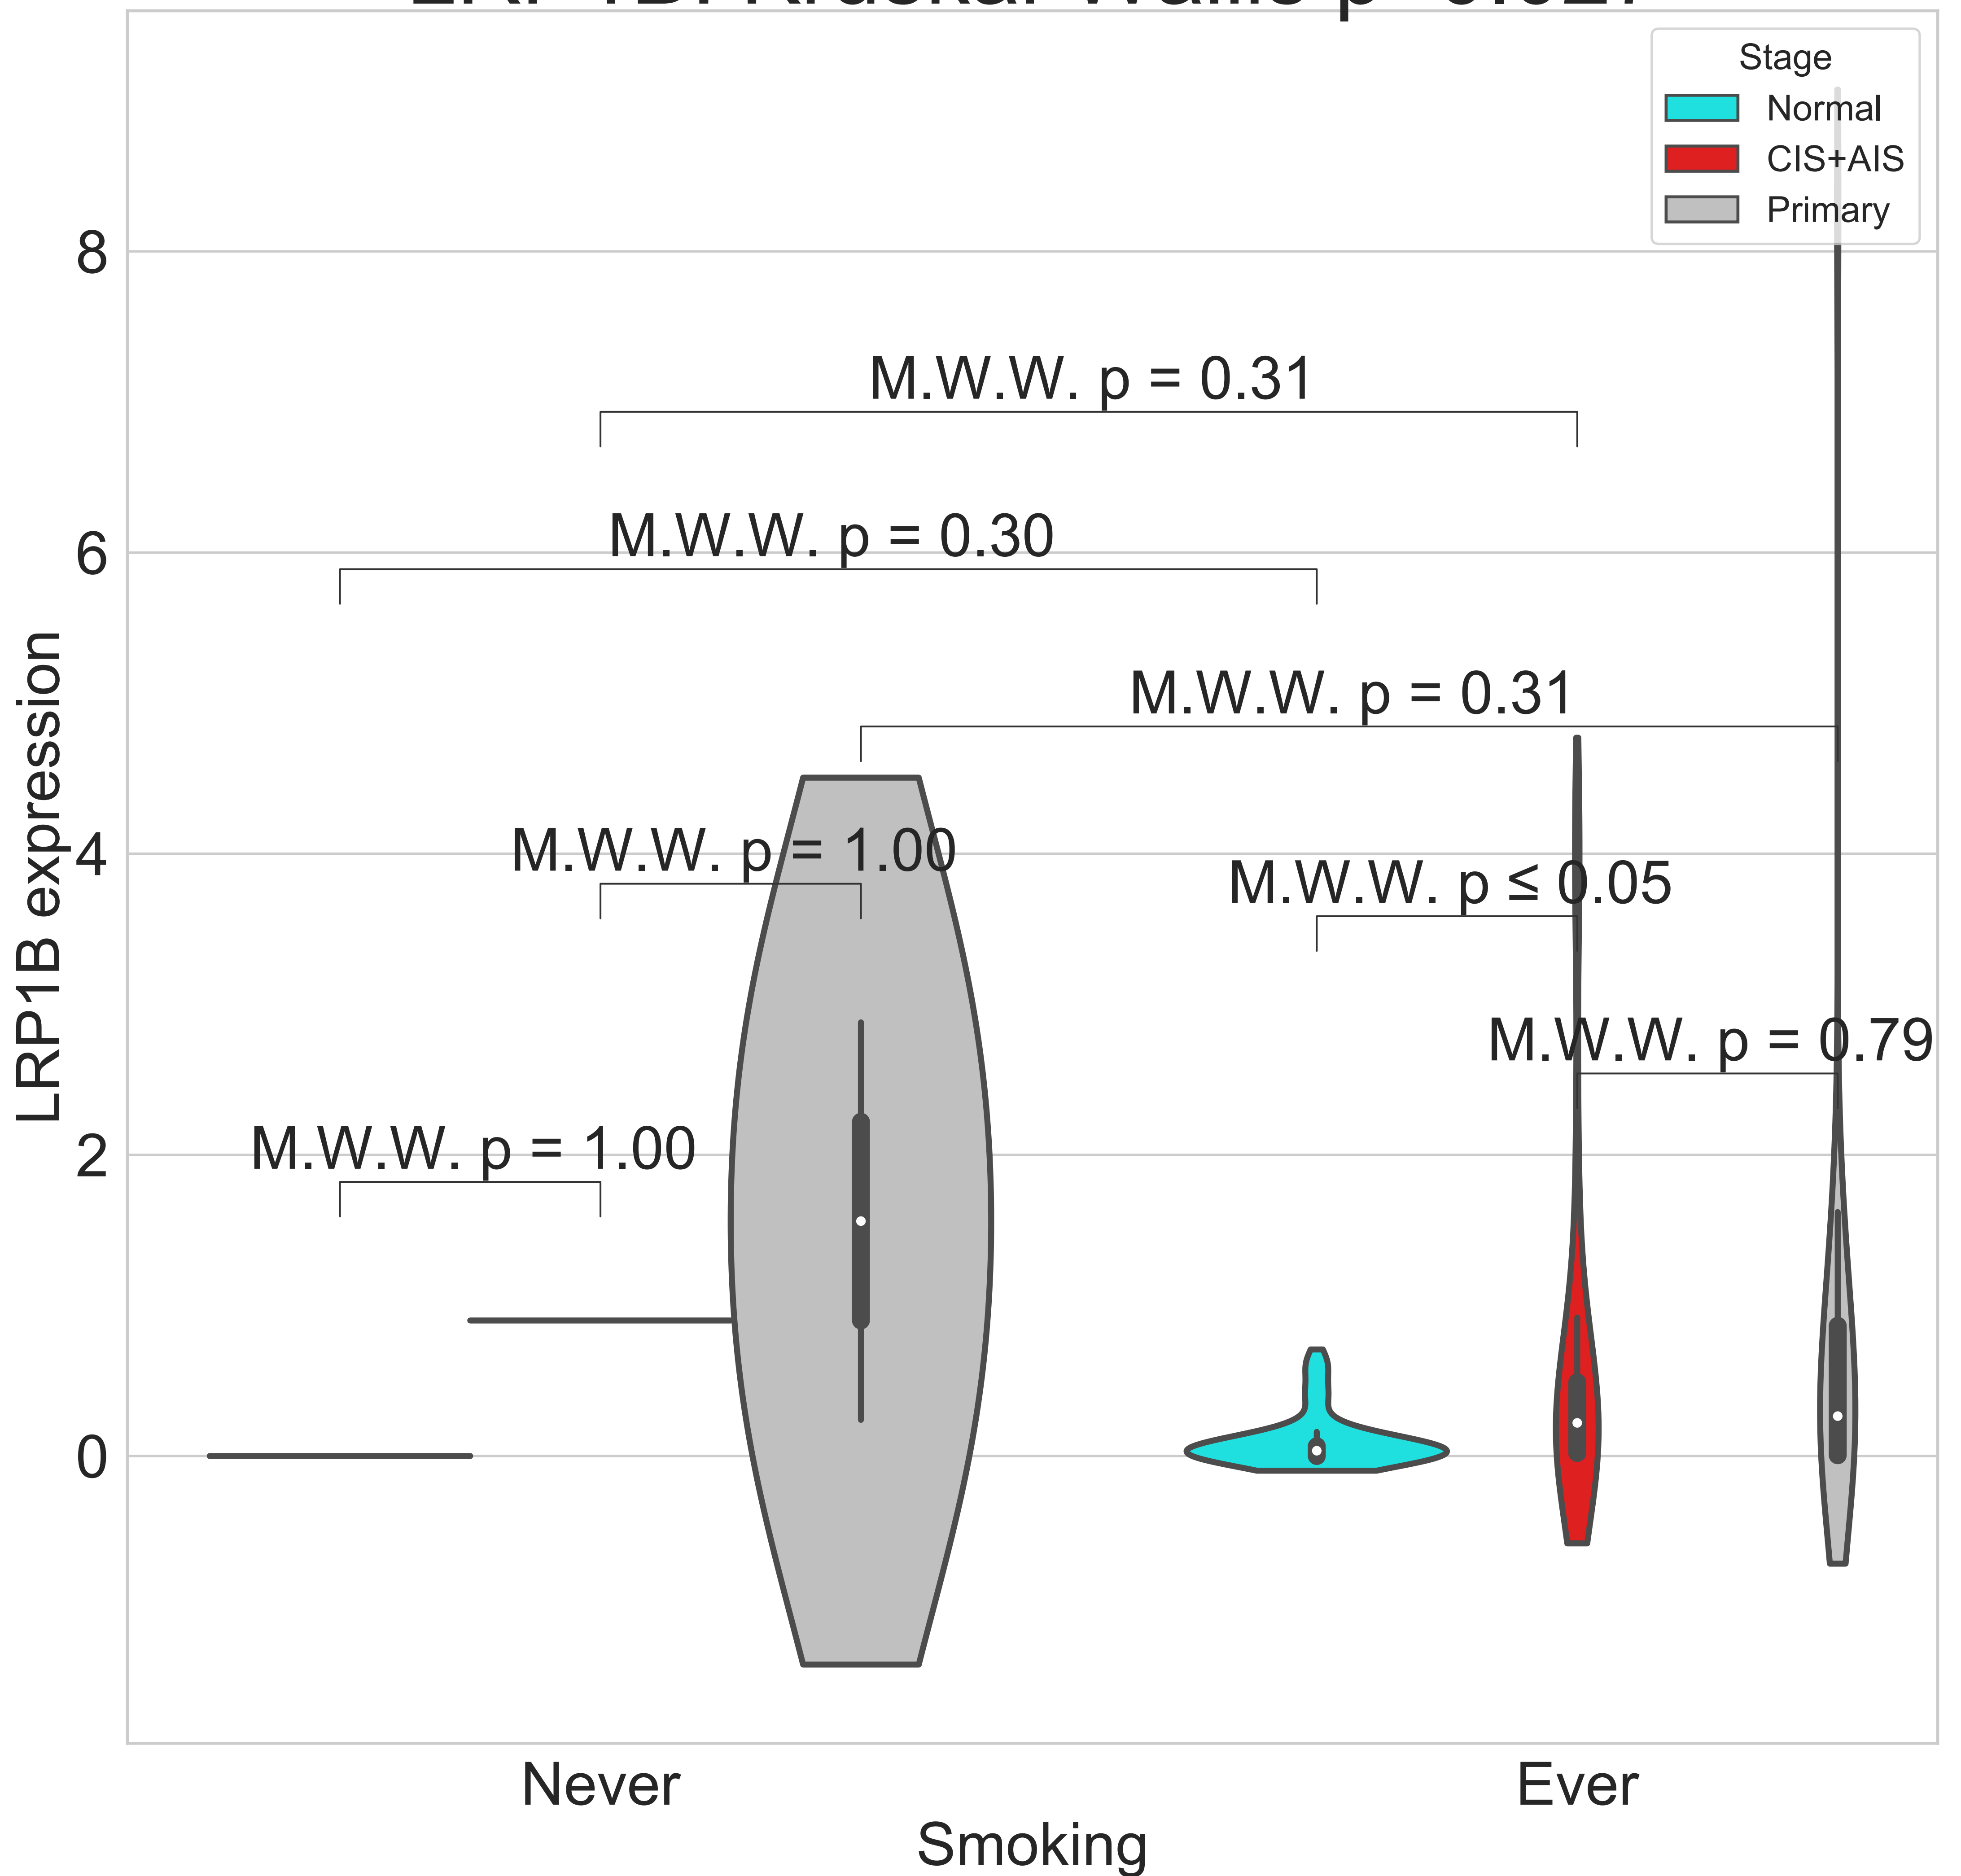 Stage
Normal
CIS+AIS
Primary
8
M.W.W. p = 0.31
6
M.W.W. p = 0.30
M.W.W. p = 0.31
4
M.W.W. p = 1.00
M.W.W. p ≤ 0.05
M.W.W. p = 0.79
2
M.W.W. p = 1.00
0
LRP1B expression
Never
Ever
Smoking